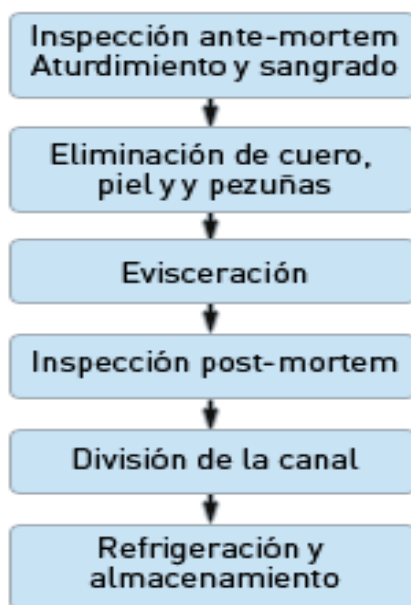 Inspección ante-mortem
Aturdimiento y sangrado
Eliminación de cuero,
piel y y pezuñas
Evisceración
Inspección post-mortem
División de la canal
Refrigeración y
almacenamiento